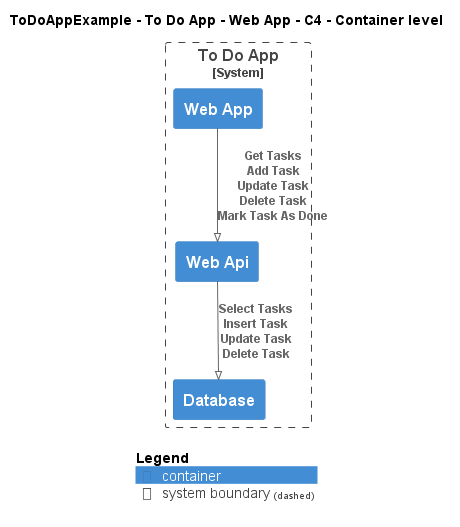 ToDoAppExample - To Do App - Web App - C4 - Container level
To Do App
[System]
Web App
Get Tasks
Add Task
Update Task
Delete Task
Mark Task As Done
Web Api
Select Tasks
Insert Task
Update Task
Delete Task
Database
Legend
container
system boundary (dashed)